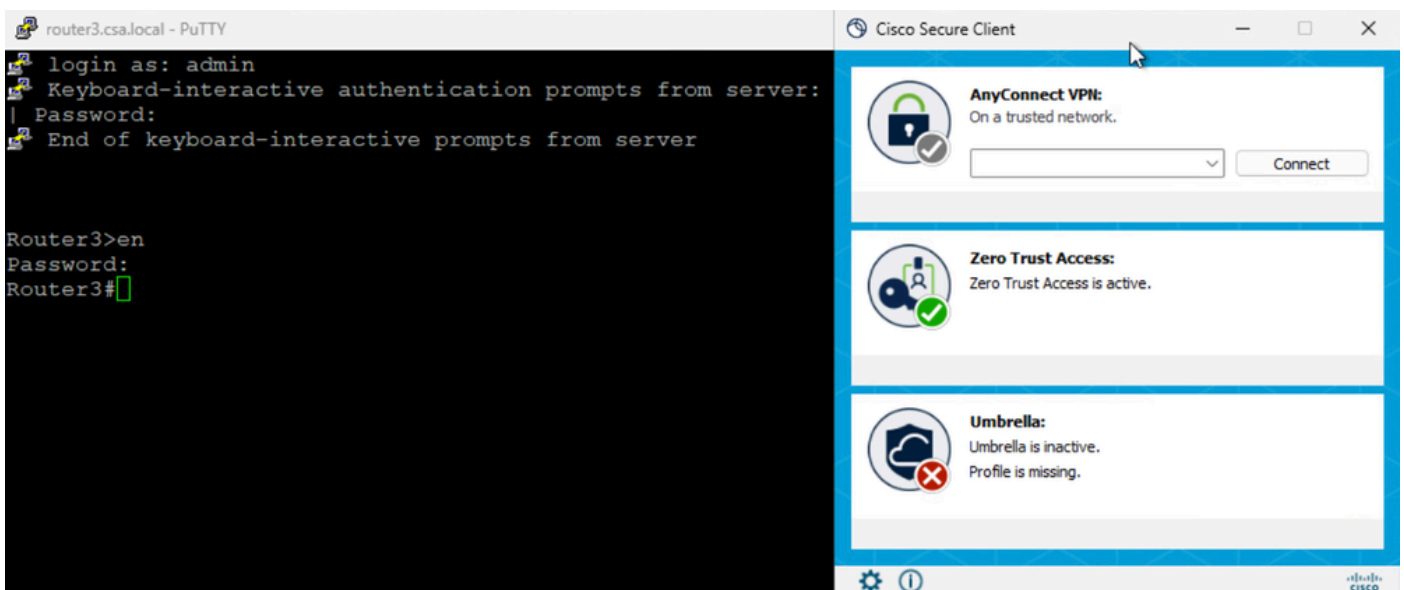 router3.csa.local - PuTTY
login as: admin
Keyboard-interactive authentication prompts from server:
| Password:
End of keyboard-interactive prompts from server
Router3>en
Password:
Router3#
Cisco Secure Client
AnyConnect VPN:
On a trusted network.
Connect
Zero Trust Access:
Zero Trust Access is active.
Umbrella:
Umbrella is inactive.
Profile is missing.
CISCO